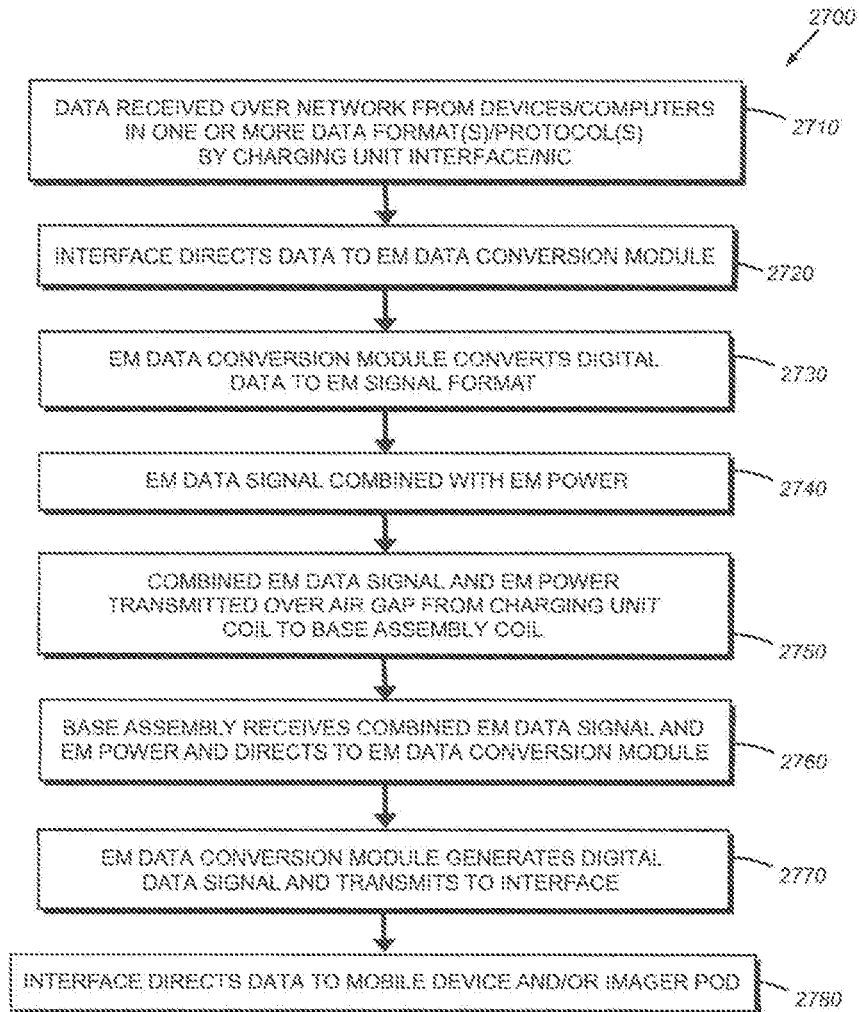 2700
DATA RECEIVED OVER NETWORK FROM DEVICES/COMPUTERS
IN ONE OR MORE DATA FORMAT(S)/PROTOCOL(S)
BY CHARGING UNIT INTERFACE/NIC
2710
INTERFACE DIRECTS DATA TO EM DATA CONVERSION MODULE
2720
EM DATA CONVERSION MODULE CONVERTS DIGITAL
DATA TO EM SIGNAL FORMAT
2730
EM DATA SIGNAL COMBINED WITH EM POWER
2740
COMBINED EM DATA SIGNAL AND EM POWER
TRANSMITTED OVER AIR GAP FROM CHARGING UNIT
COIL TO BASE ASSEMBLY COIL
2750
BASE ASSEMBLY RECEIVES COMBINED EM DATA SIGNAL AND
EM POWER AND DIRECTS TO EM DATA CONVERSION MODULE
2760
EM DATA CONVERSION MODULE GENERATES DIGITAL
DATA SIGNAL AND TRANSMITS TO INTERFACE
2770
INTERFACE DIRECTS DATA TO MOBILE DEVICE AND/OR IMAGER POD
2780